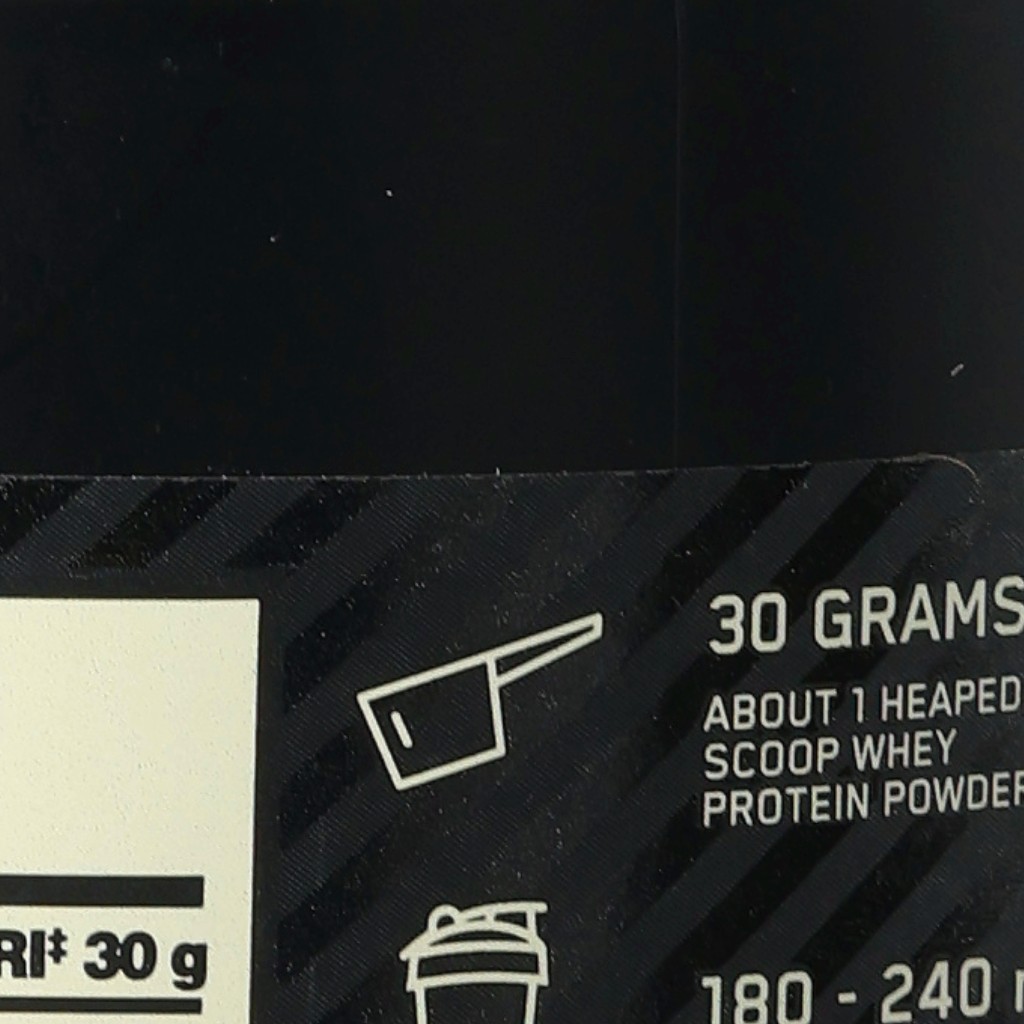 30 GRAMS
ABOUT 1 HEAPED
SCOOP WHEY
PROTEIN POWDER
RI‡ 30 g
180 - 240